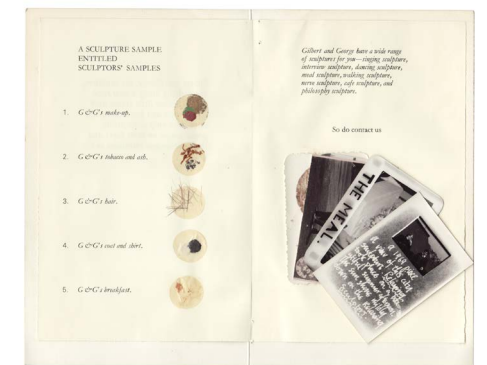 A SCULPTURE SAMPLE
ENTITLED
SCULPTORS' SAMPLES
1. G & G's make-up.
2. G & G's tobacco and ash.
3. G & G's hair.
4. G & G's coat and shirt.
5. G & G's breakfast.
Gilbert and George have a wide range
of sculptures for you—singing sculpture,
interview sculpture, dancing sculpture,
meal sculpture, walking sculpture,
nerve sculpture, cafe sculpture, and
philosophy sculpture.
So do contact us
THE MEAL.